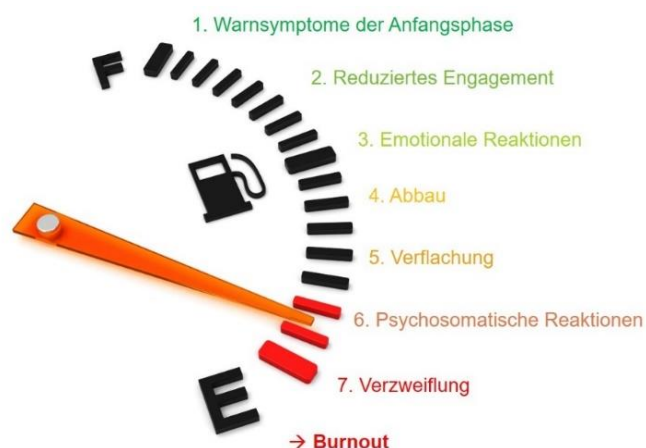 1. Warnsymptome der Anfangsphase
F
2. Reduziertes Engagement
3. Emotionale Reaktionen
4. Abbau
5. Verflachung
6. Psychosomatische Reaktionen
7. Verzweiflung
E
→ Burnout